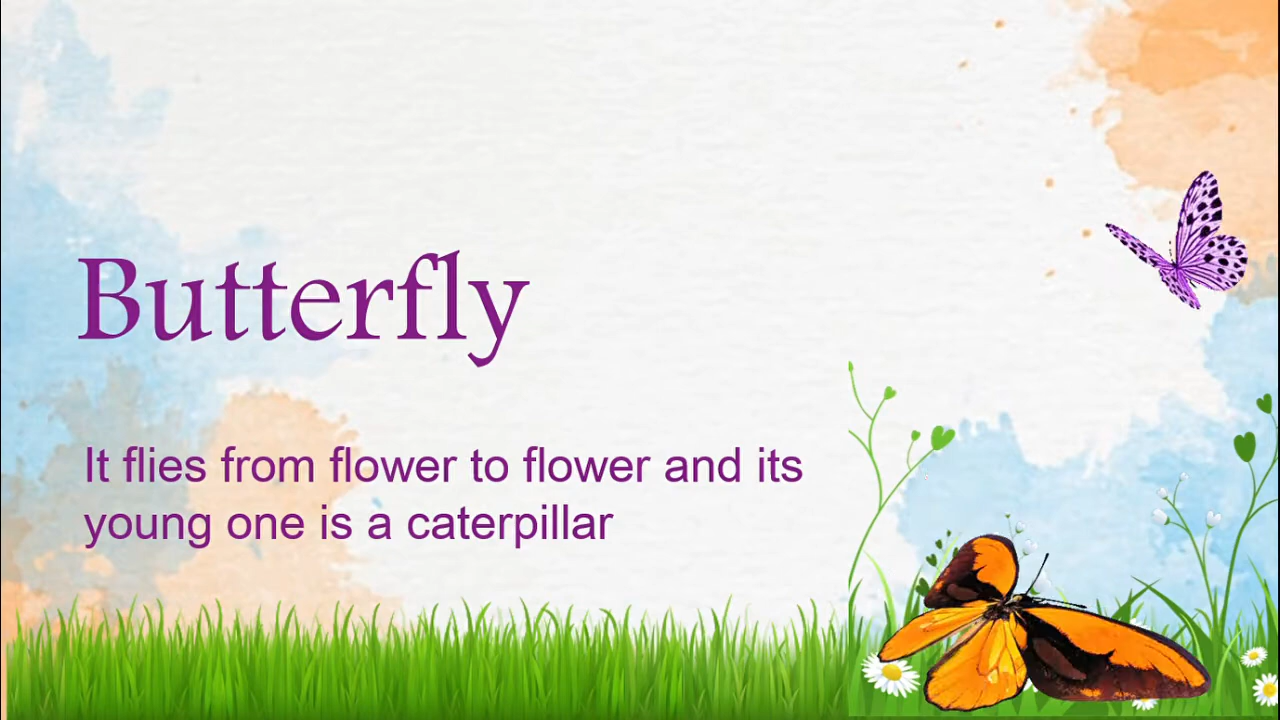 Butterfly
It flies from flower to flower and its
young one is a caterpillar